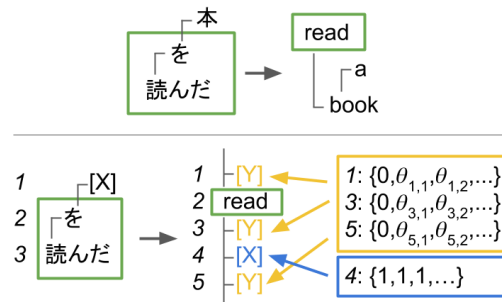 本
を
読んだ
read
a
book
1
2
3
[X]
を
読んだ
1 [Y]
2 read
3 [Y]
4 [X]
5 [Y]
1: {0,θ1,1,θ1,2,...}
3: {0,θ3,1,θ3,2,...}
5: {0,θ5,1,θ5,2,...}
4: {1,1,1,...}